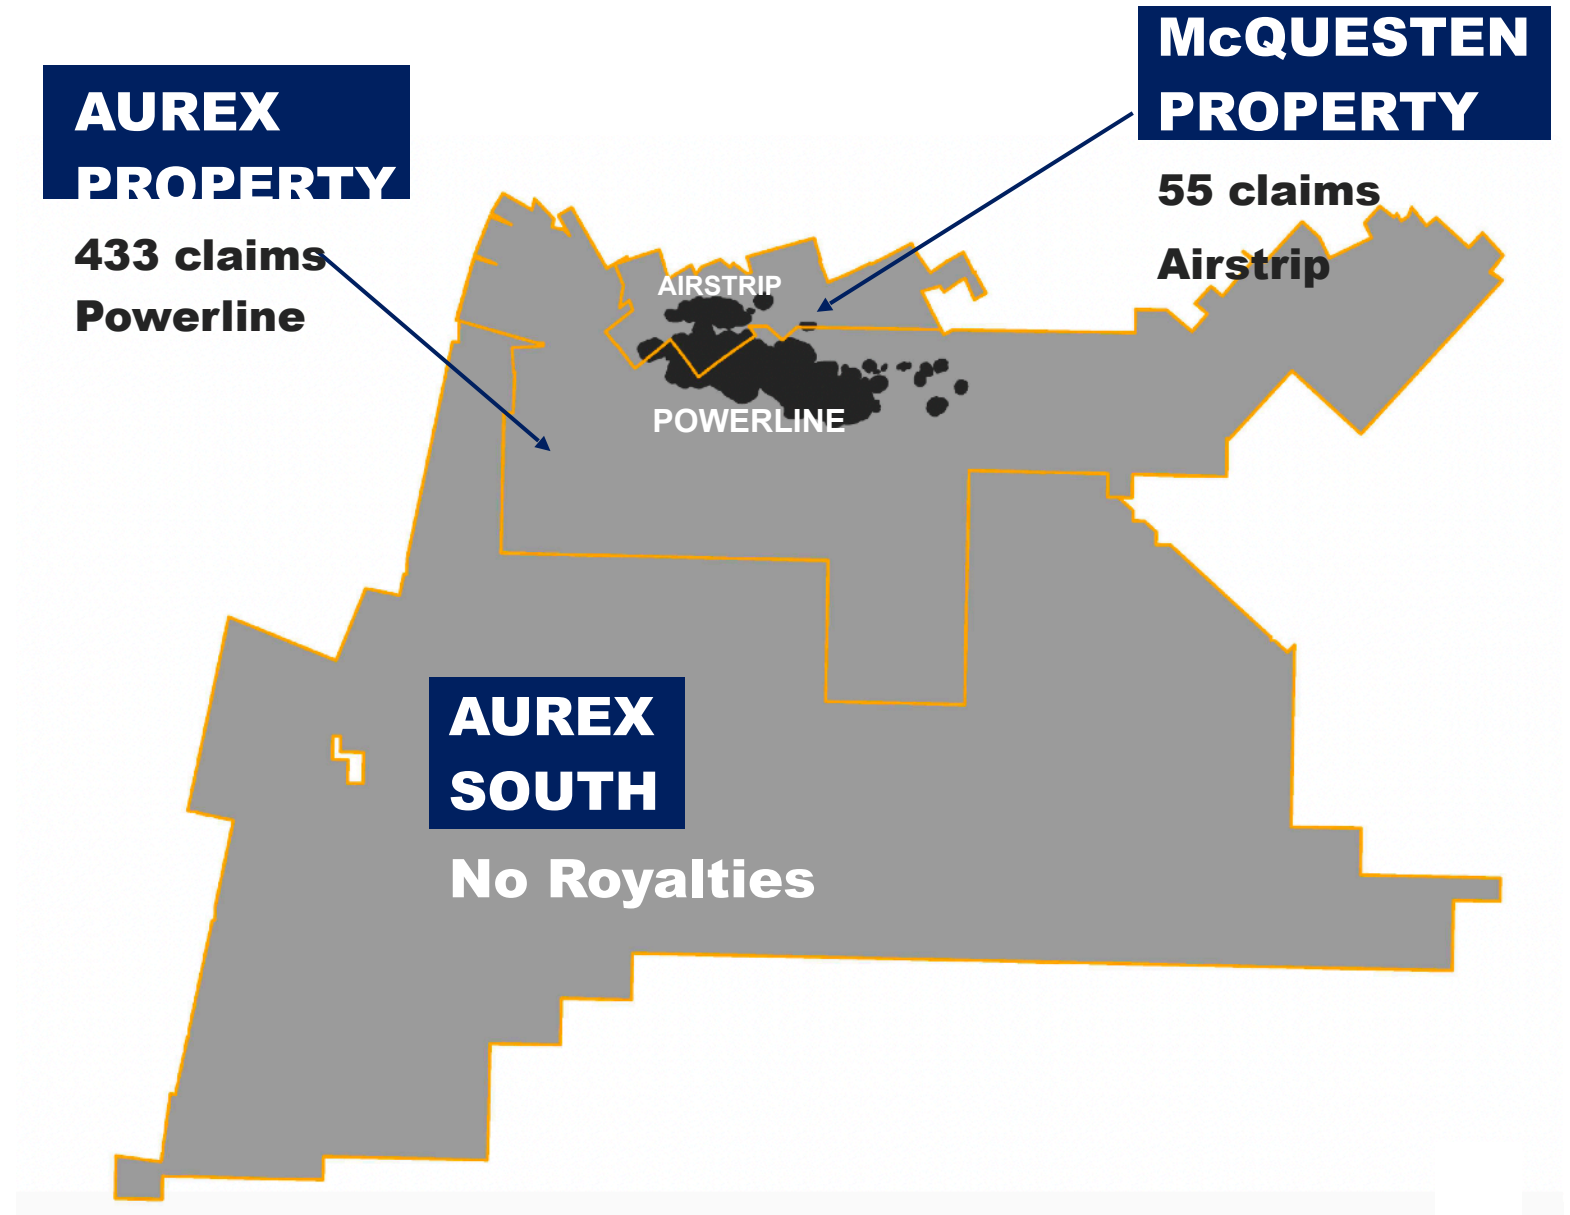 AUREX
PROPERTY
433 claims
Powerline
McQUESTEN
PROPERTY
55 claims
Airstrip
AIRSTRIP
POWERLINE
AUREX
SOUTH
No Royalties